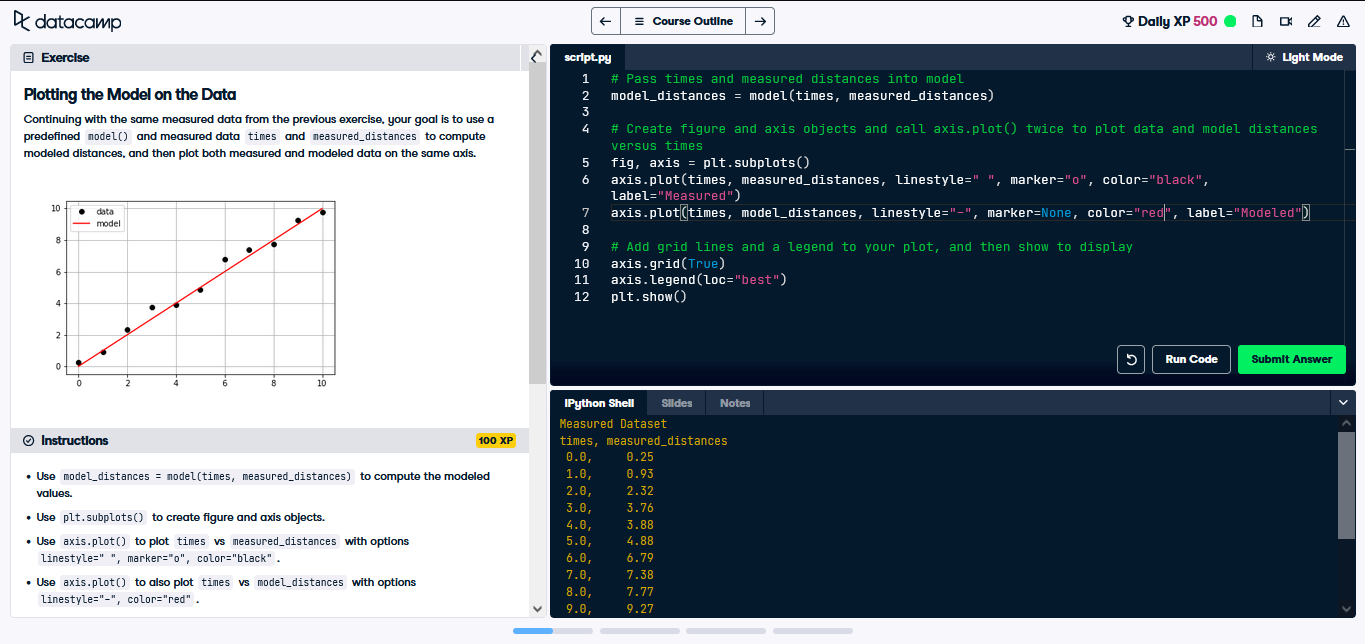 datacamp
Course Outline
Daily XP 500
Exercise
Plotting the Model on the Data
Continuing with the same measured data from the previous exercise, your goal is to use a
predefined model() and measured data times and measured_distances to compute
modeled distances, and then plot both measured and modeled data on the same axis.
10
8
6
4
2
0
data
model
0 2 4 6 8 10
Instructions
100 XP
• Use model_distances = model(times, measured_distances) to compute the modeled
values.
• Use plt.subplots() to create figure and axis objects.
• Use axis.plot() to plot times vs measured_distances with options
linestyle=" ", marker="o", color="black" .
• Use axis.plot() to also plot times vs model_distances with options
linestyle="-", color="red" .
script.py
Light Mode
1 # Pass times and measured distances into model
2 model_distances = model(times, measured_distances)
3
4 # Create figure and axis objects and call axis.plot() twice to plot data and model distances
versus times
5 fig, axis = plt.subplots()
6 axis.plot(times, measured_distances, linestyle=" ", marker="o", color="black",
label="Measured")
7 axis.plot(times, model_distances, linestyle="-", marker=None, color="red", label="Modeled")
8
9 # Add grid lines and a legend to your plot, and then show to display
10 axis.grid(True)
11 axis.legend(loc="best")
12 plt.show()
Run Code
Submit Answer
IPython Shell
Slides
Notes
Measured Dataset
times, measured_distances
0.0, 0.25
1.0, 0.93
2.0, 2.32
3.0, 3.76
4.0, 3.88
5.0, 4.88
6.0, 6.79
7.0, 7.38
8.0, 7.77
9.0, 9.27